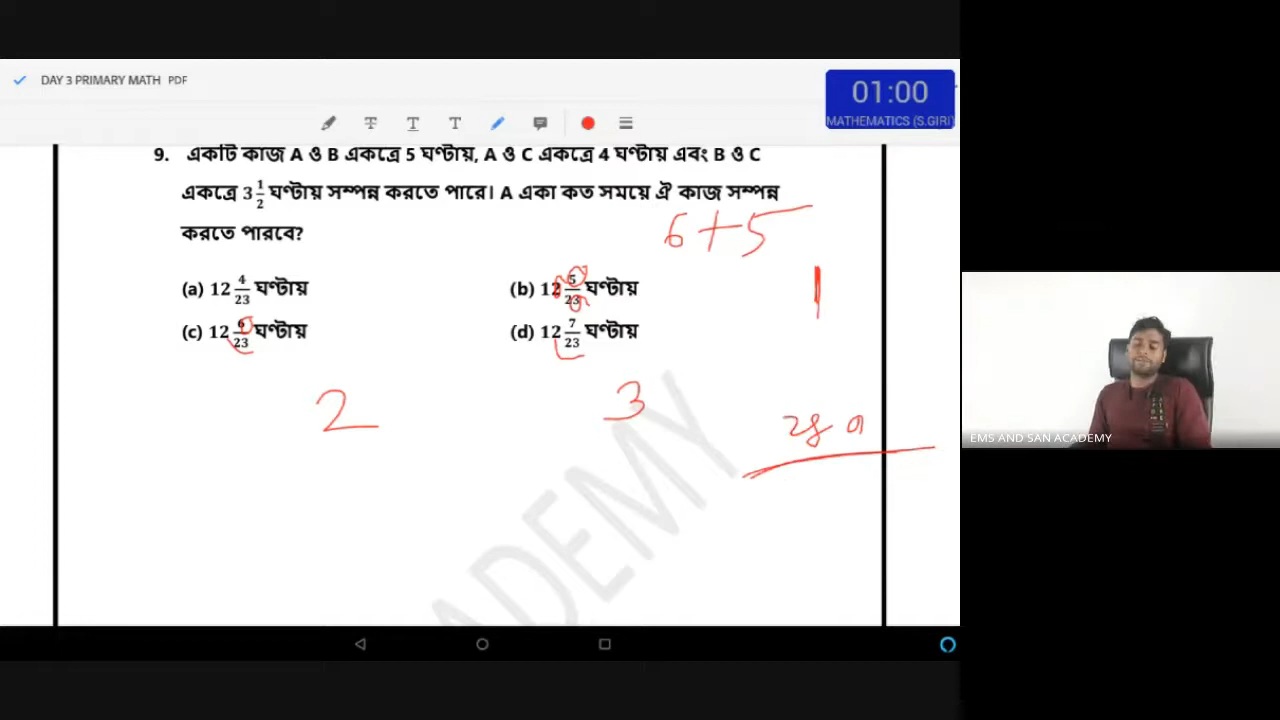 DAY 3 PRIMARY MATH PDF
01:00
MATHEMATICS (S.GIRI)
9. একটি কাজ A ও B একত্রে 5 ঘণ্টায়, A ও C একত্রে 4 ঘণ্টায় এবং B ও C
একত্রে 3 1/2 ঘণ্টায় সম্পন্ন করতে পারে। A একা কত সময়ে ঐ কাজ সম্পন্ন
করতে পারবে?
6+5
(a) 12 4/23 ঘণ্টায় (b) 12 5/23 ঘণ্টায়
1
(c) 12 6/23 ঘণ্টায় (d) 12 7/23 ঘণ্টায়
2 3
EMS AND SAN ACADEMY
ADEMY